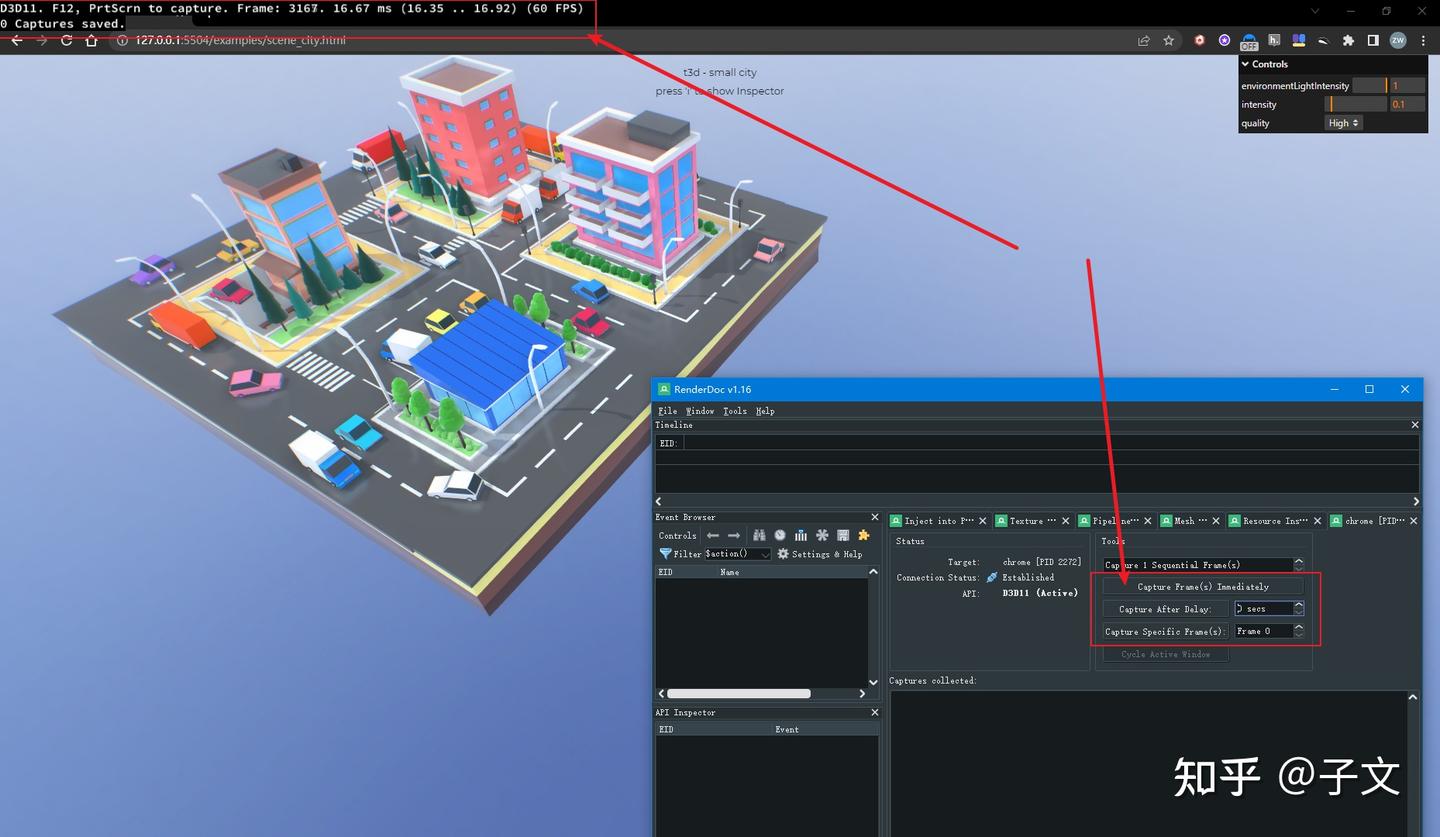 D3D11. F12, PrtScrn to capture. Frame: 3167. 16.67 ms (16.35 .. 16.92) (60 FPS)
0 Captures saved.
127.0.0.1:5504/examples/scene_city.html
OFF
h.
ZW
t3d - small city
press 'i' to show Inspector
Controls
environmentLightIntensity 1
intensity 0.1
quality High
RenderDoc v1.16
File Window Tools Help
Timeline
EID:
Event Browser
Controls
Filter $action() Settings & Help
EID Name
API Inspector
EID Event
Inject into P··· Texture ··· Pipeline··· Mesh ··· Resource Ins··· chrome [PID···
Status
Target: chrome [PID 2272]
Connection Status: Established
API: D3D11 (Active)
Tools
Capture 1 Sequential Frame(s)
Capture Frame(s) Immediately
Capture After Delay: 0 secs
Capture Specific Frame(s): Frame 0
Cycle Active Window
Captures collected:
知乎 @子文